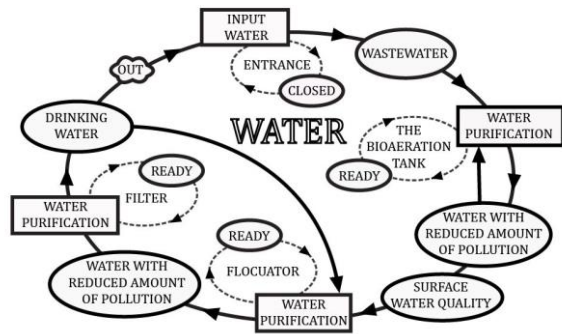 INPUT
WATER
ENTRANCE
CLOSED
WASTEWATER
OUT
DRINKING
WATER
WATER
WATER
PURIFICATION
THE
BIOAERATION
TANK
READY
READY
FILTER
WATER
PURIFICATION
READY
FLOCUATOR
WATER WITH
REDUCED AMOUNT
OF POLLUTION
SURFACE
WATER QUALITY
WATER WITH
REDUCED AMOUNT
OF POLLUTION
WATER
PURIFICATION